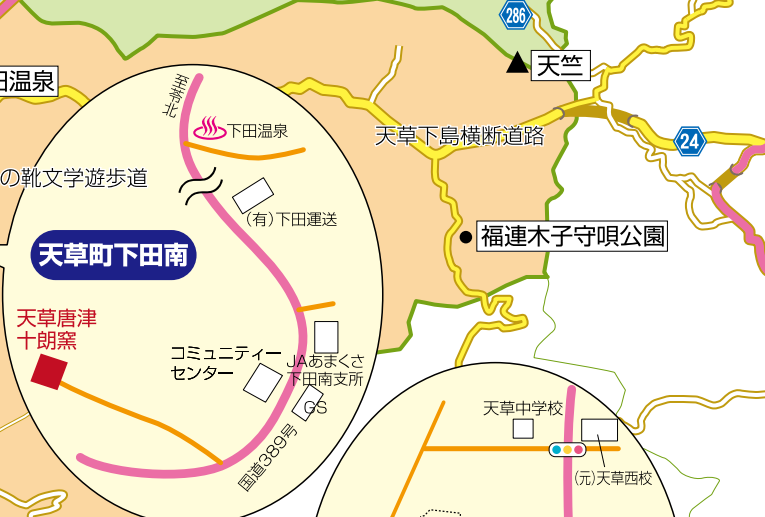 286
天竺
田温泉
至苓北
下田温泉
天草下島横断道路
24
の靴文学遊歩道
(有)下田運送
福連木子守唄公園
天草町下田南
天草唐津
十朗窯
コミュニティー
センター
JAあまくさ
下田南支所
GS
国道389号
天草中学校
(元)天草西校